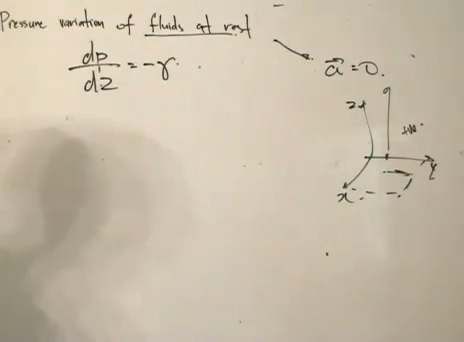 Pressure variation of fluids at rest
dp/dz = -γ.
a⃗ = 0.
z
x
y